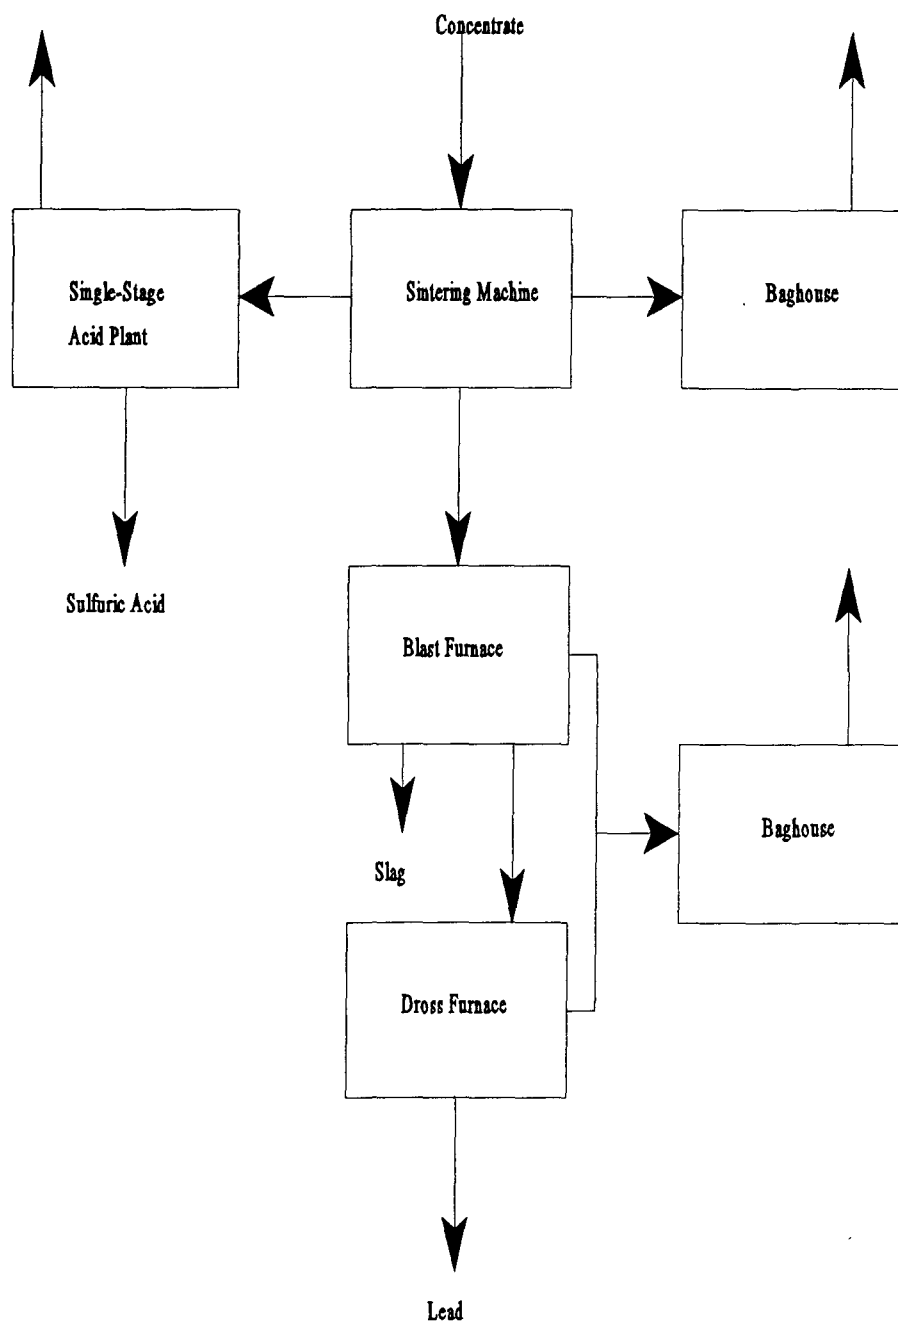 Concentrate
Single-Stage
Acid Plant
Sintering Machine
Baghouse
Sulfuric Acid
Blast Furnace
Baghouse
Slag
Dross Furnace
Lead